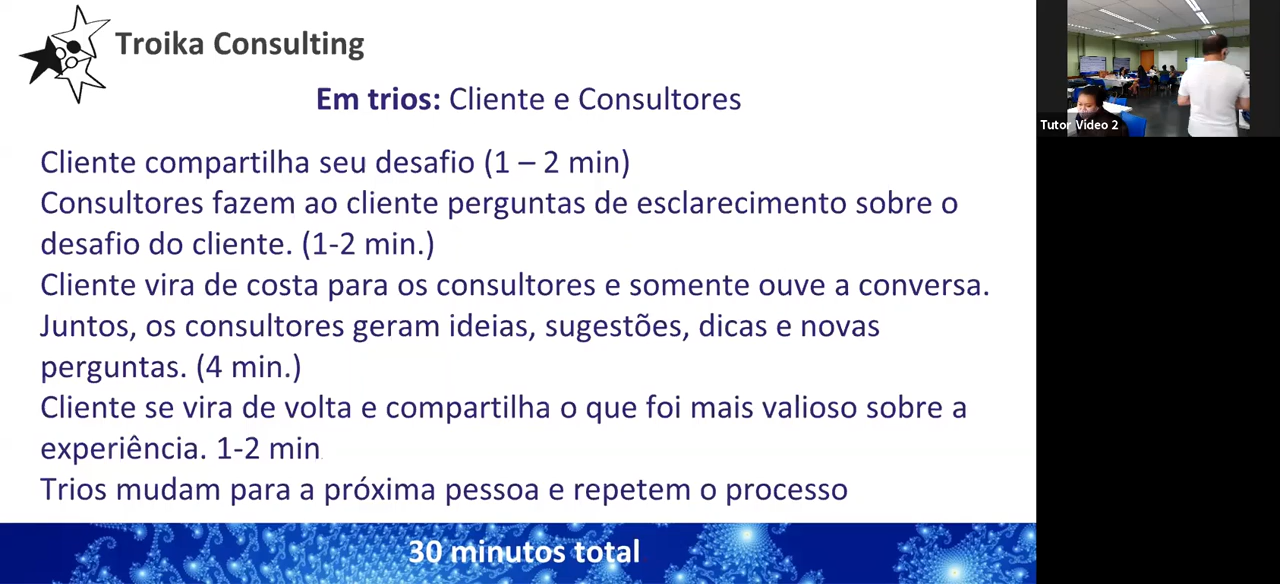 Troika Consulting
Em trios: Cliente e Consultores
Cliente compartilha seu desafio (1 – 2 min)
Consultores fazem ao cliente perguntas de esclarecimento sobre o
desafio do cliente. (1-2 min.)
Cliente vira de costa para os consultores e somente ouve a conversa.
Juntos, os consultores geram ideias, sugestões, dicas e novas
perguntas. (4 min.)
Cliente se vira de volta e compartilha o que foi mais valioso sobre a
experiência. 1-2 min
Trios mudam para a próxima pessoa e repetem o processo
30 minutos total
Tutor Video 2